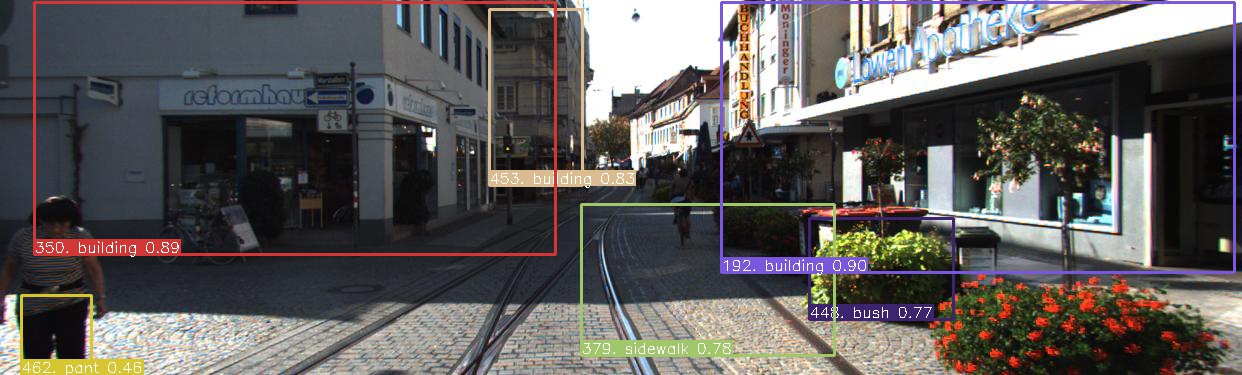 BUCHHANDLUNG
Moninger
Löwen Apotheke
reformhau
453. building 0.83
350. building 0.89
192. building 0.90
448. bush 0.77
379. sidewalk 0.78
462. pant 0.46